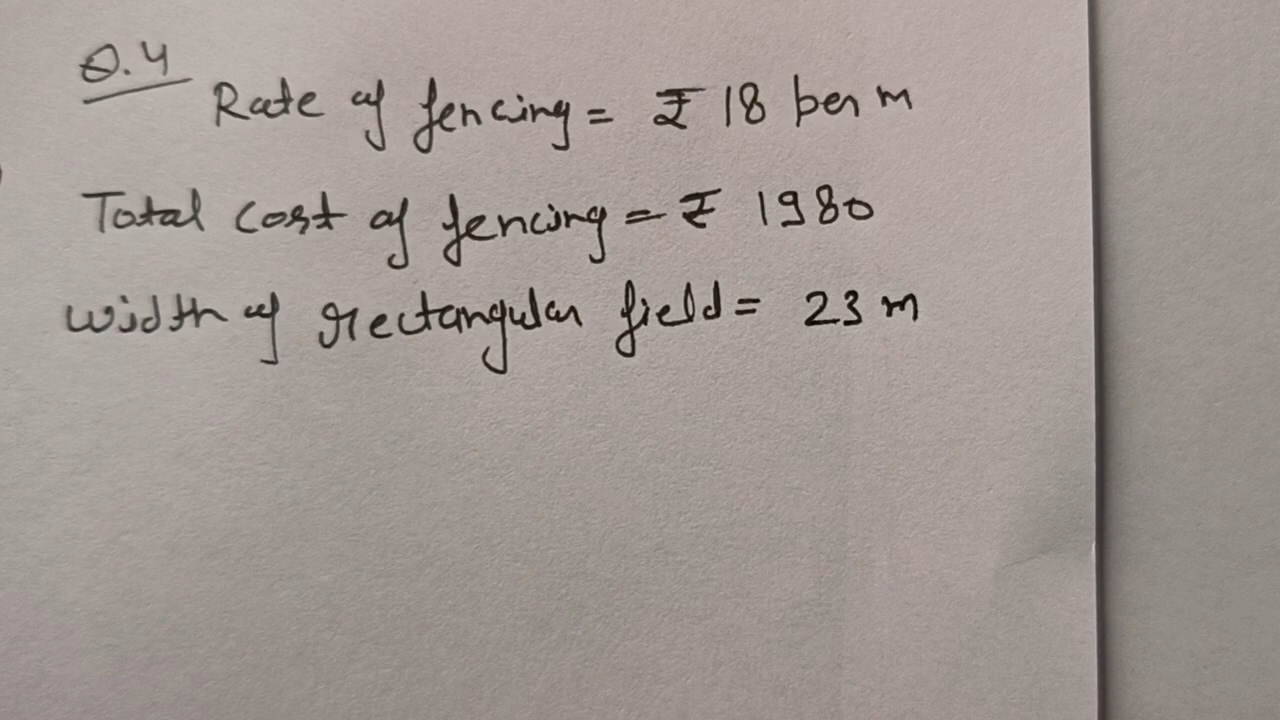 Q.4
Rate of fencing = ₹ 18 per m
Total cost of fencing = ₹ 1980
width of rectangular field = 23 m